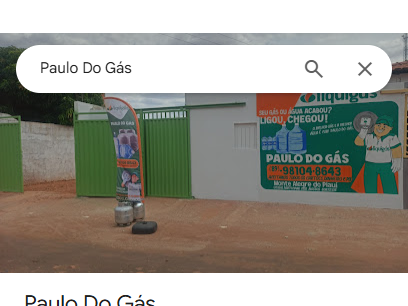 Paulo Do Gás
liquigás
SEU GÁS OU ÁGUA ACABOU?
LIGOU, CHEGOU!
PAULO DO GÁS
98104-8643
Monte Alegre do Piauí
Paulo Do Gás